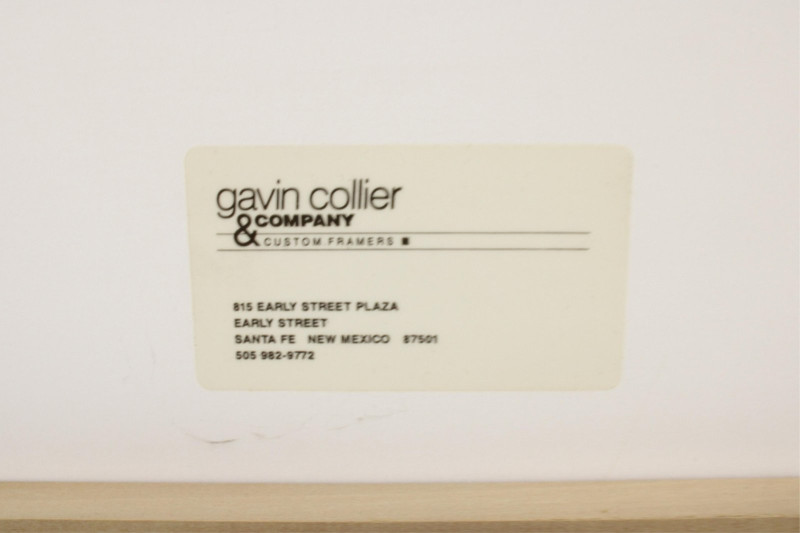 gavin collier
& COMPANY
CUSTOM FRAMERS
815 EARLY STREET PLAZA
EARLY STREET
SANTA FE NEW MEXICO 87501
505 982-9772